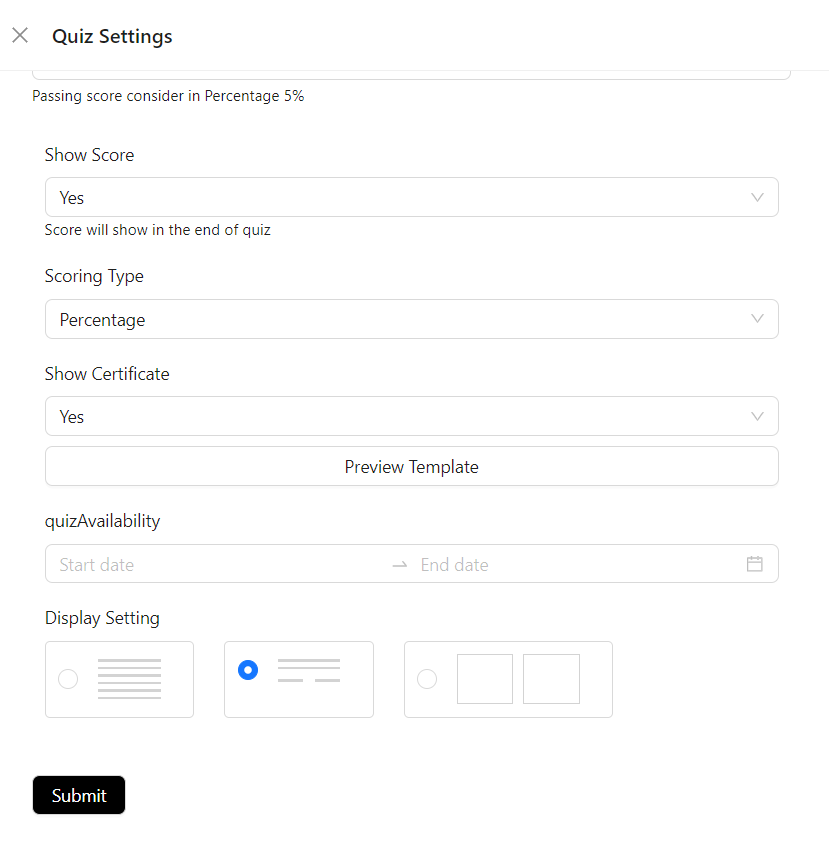 Quiz Settings
Passing score consider in Percentage 5%
Show Score
Yes
Score will show in the end of quiz
Scoring Type
Percentage
Show Certificate
Yes
Preview Template
quizAvailability
Start date → End date
Display Setting
Submit